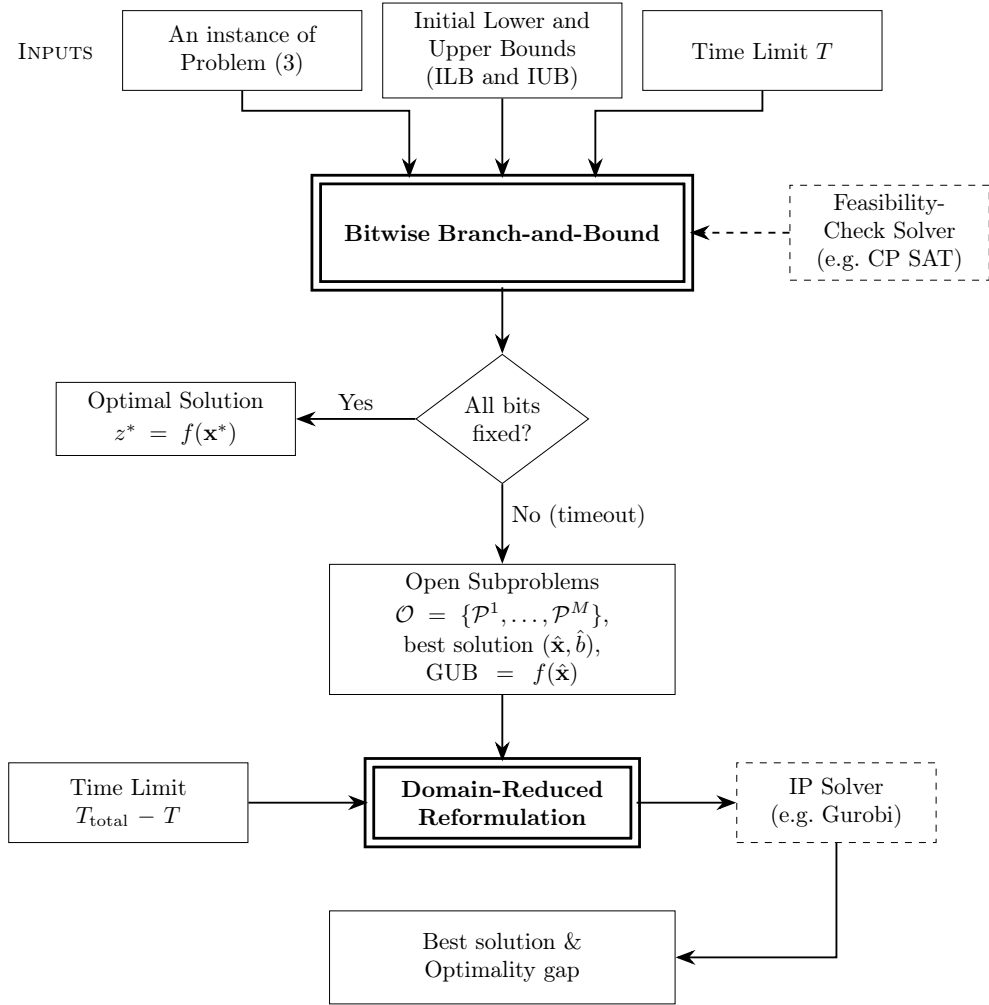 INPUTS
An instance of
Problem (3)
Initial Lower and
Upper Bounds
(ILB and IUB)
Time Limit T
Bitwise Branch-and-Bound
Feasibility-
Check Solver
(e.g. CP SAT)
All bits
fixed?
Yes
Optimal Solution
z* = f(x*)
No (timeout)
Open Subproblems
𝒪 = {𝒫¹, . . . , 𝒫ᴹ},
best solution (x̂, b̂),
GUB = f(x̂)
Time Limit
T_total − T
Domain-Reduced
Reformulation
IP Solver
(e.g. Gurobi)
Best solution &
Optimality gap